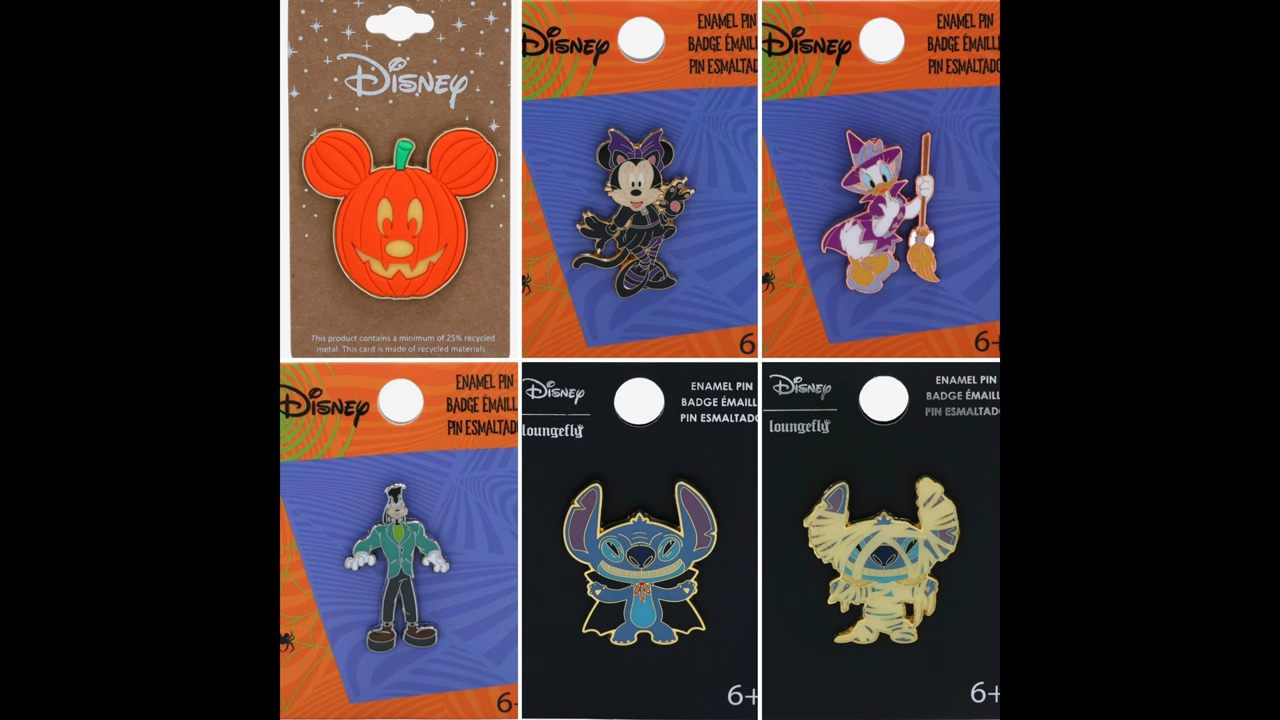 Disney
This product contains a minimum of 25% recycled
metal. This card is made of recycled materials
Disney
ENAMEL PIN
BADGE ÉMAILL
PIN ESMALTAD
6
Disney
ENAMEL PIN
BADGE ÉMAILL
PIN ESMALTADO
6+
Disney
ENAMEL PIN
BADGE ÉMAILL
PIN ESMALTAD
6-
Disney
loungefly
ENAMEL PIN
BADGE ÉMAILL
PIN ESMALTADO
6+
Disney
loungefly
ENAMEL PIN
BADGE ÉMAILL
PIN ESMALTADO
6+